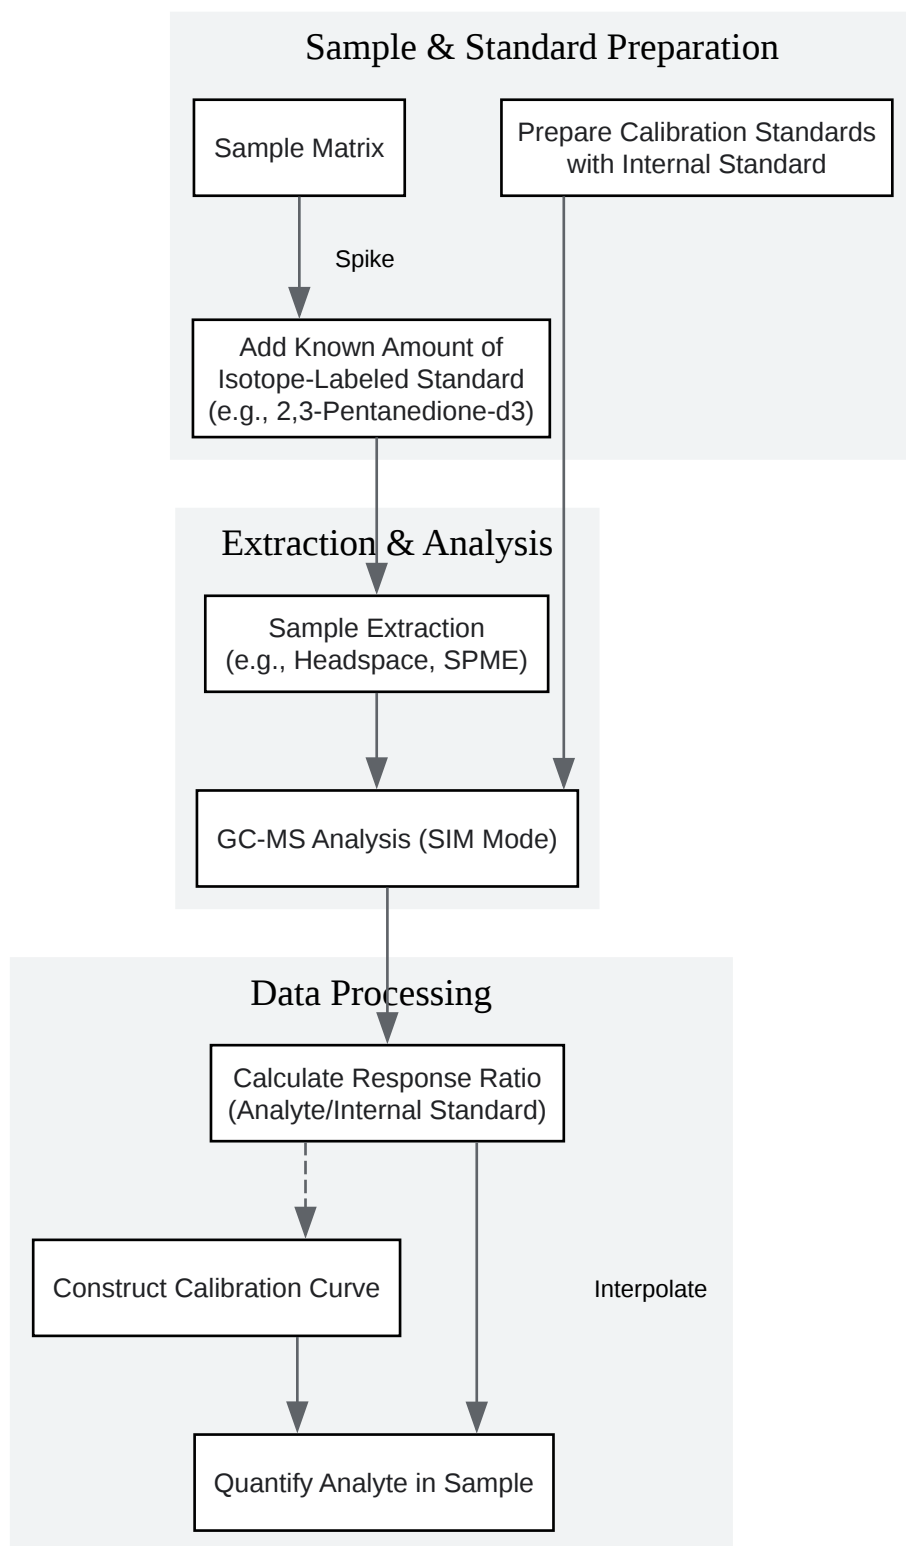 Sample & Standard Preparation
Sample Matrix
Prepare Calibration Standards
with Internal Standard
Spike
Add Known Amount of
Isotope-Labeled Standard
(e.g., 2,3-Pentanedione-d3)
Extraction & Analysis
Sample Extraction
(e.g., Headspace, SPME)
GC-MS Analysis (SIM Mode)
Data Processing
Calculate Response Ratio
(Analyte/Internal Standard)
Construct Calibration Curve
Interpolate
Quantify Analyte in Sample